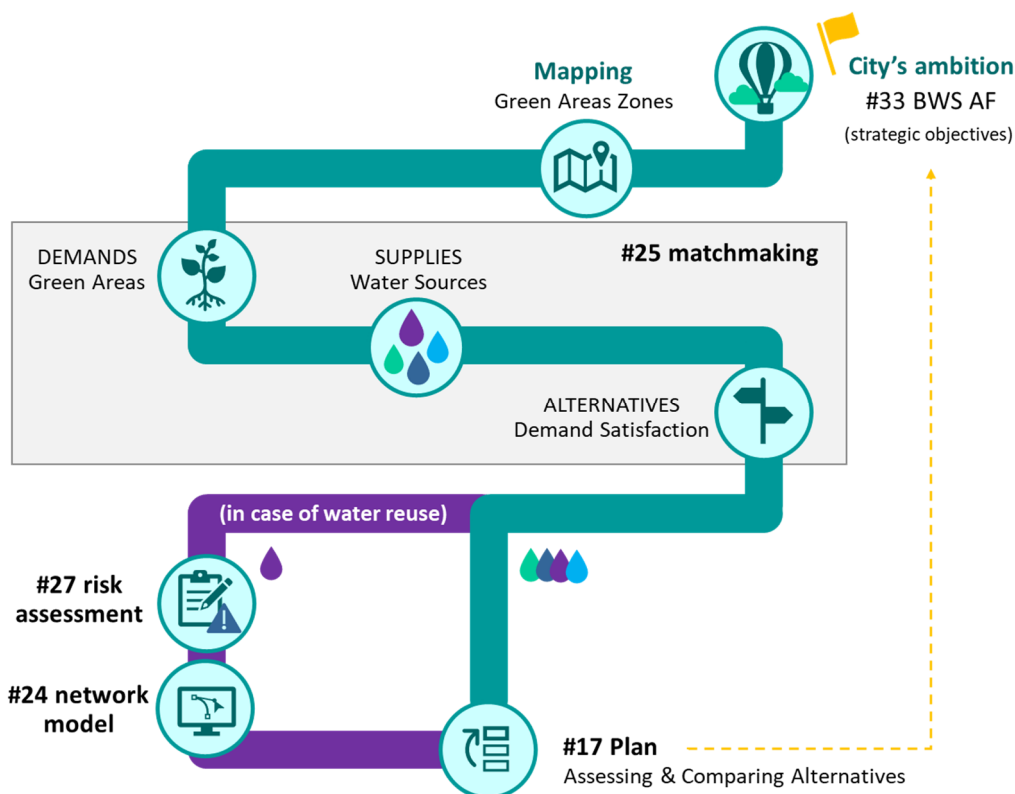 Mapping
Green Areas Zones
City's ambition
#33 BWS AF
(strategic objectives)
DEMANDS
Green Areas
SUPPLIES
Water Sources
#25 matchmaking
ALTERNATIVES
Demand Satisfaction
(in case of water reuse)
#27 risk
assessment
#24 network
model
#17 Plan
Assessing & Comparing Alternatives